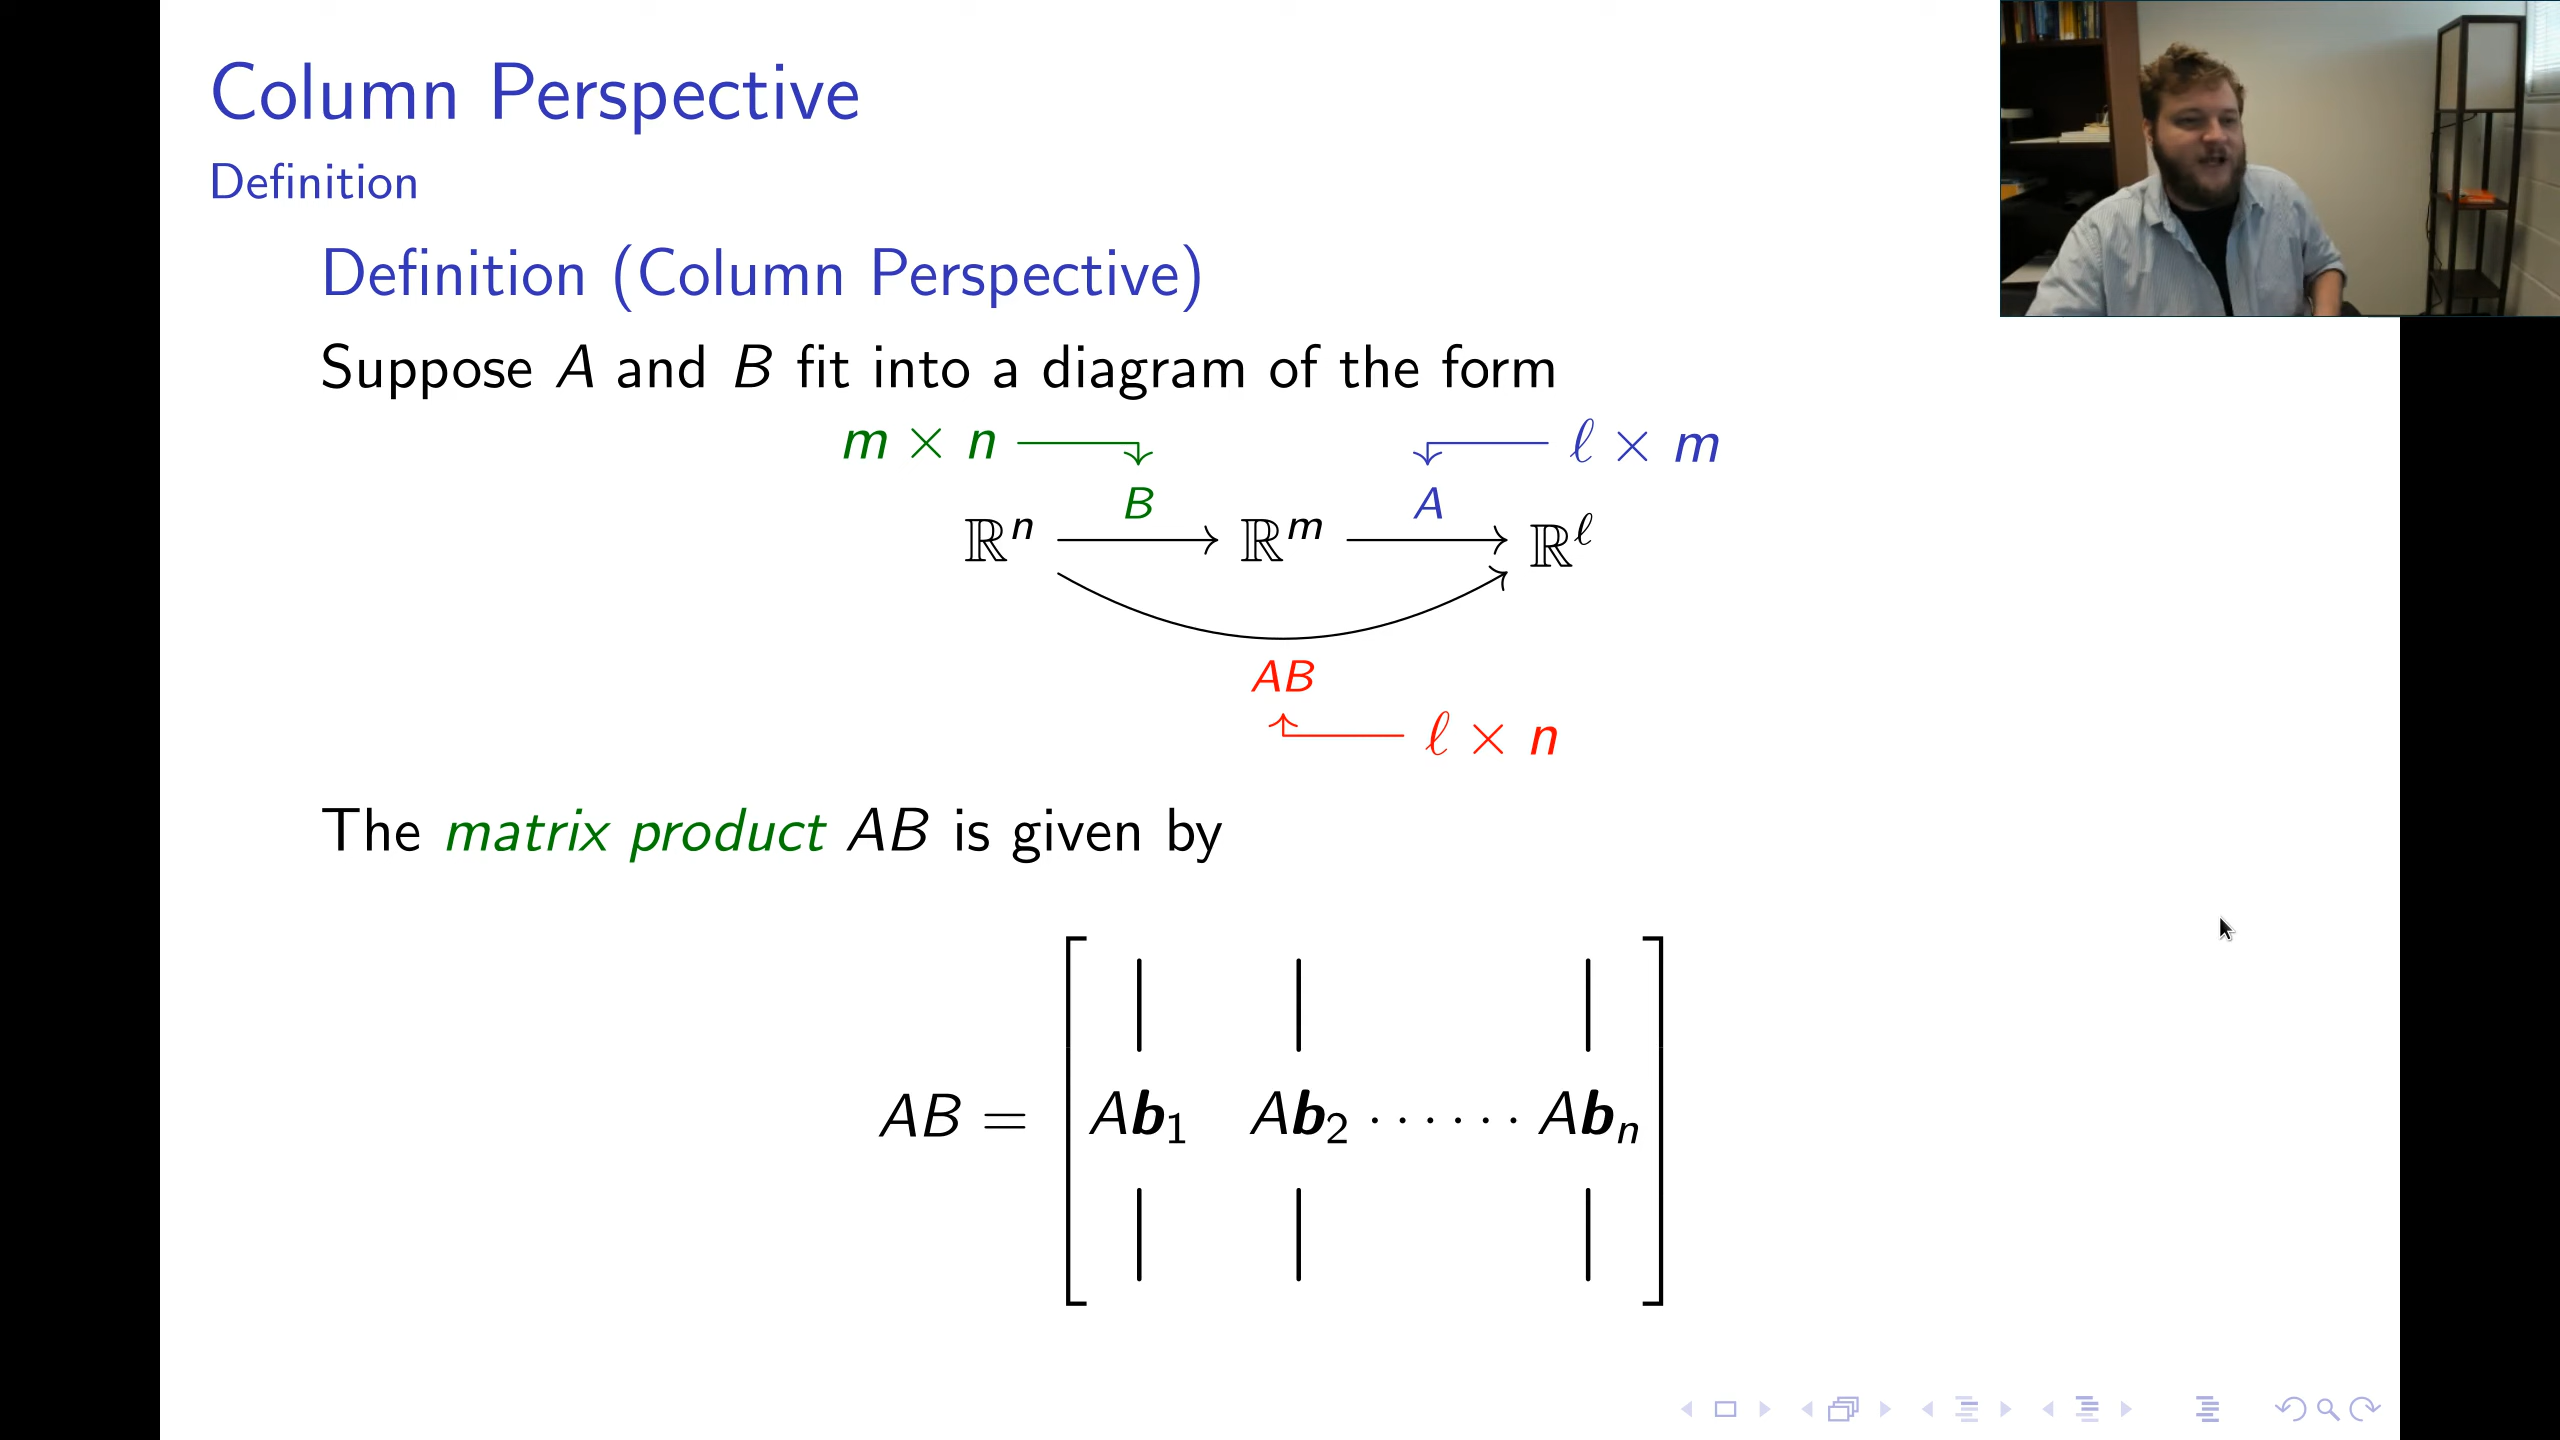 Column Perspective
Definition
Definition (Column Perspective)
Suppose A and B fit into a diagram of the form
m × n ℓ × m
B A
ℝⁿ ℝᵐ ℝˡ
AB
ℓ × n
The matrix product AB is given by
AB = [Ab₁ Ab₂ ⋯⋯ Abₙ]